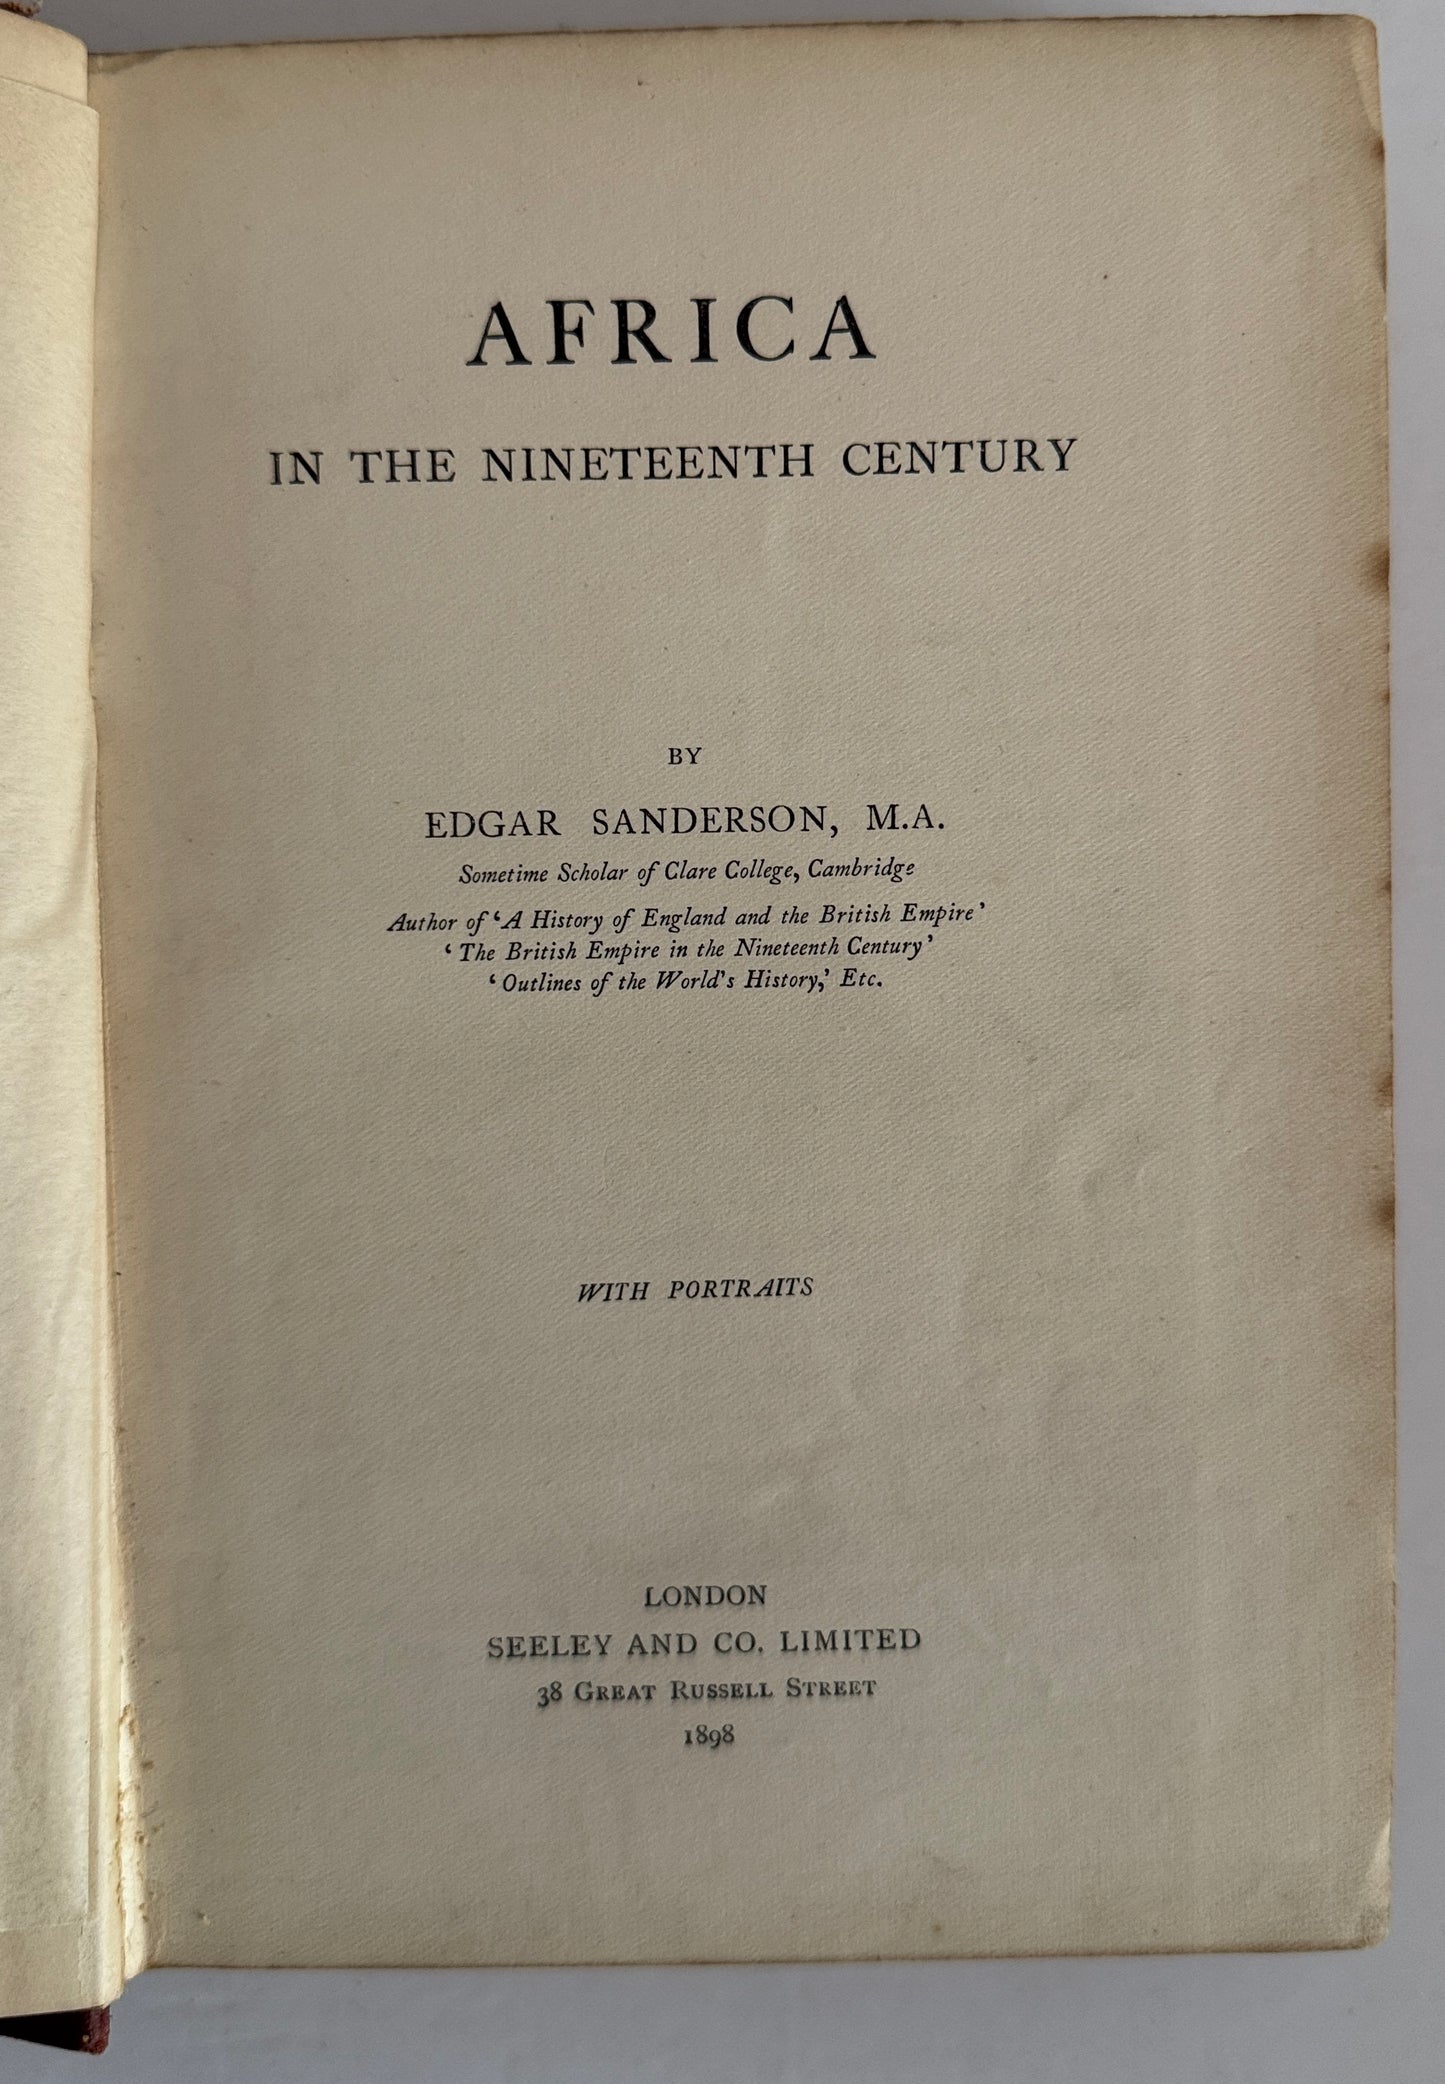 AFRICA
IN THE NINETEENTH CENTURY
BY
EDGAR SANDERSON, M.A.
Sometime Scholar of Clare College, Cambridge
Author of ‘A History of England and the British Empire’
‘The British Empire in the Nineteenth Century’
‘Outlines of the World's History,’ Etc.
WITH PORTRAITS
LONDON
SEELEY AND CO. LIMITED
38 GREAT RUSSELL STREET
1898